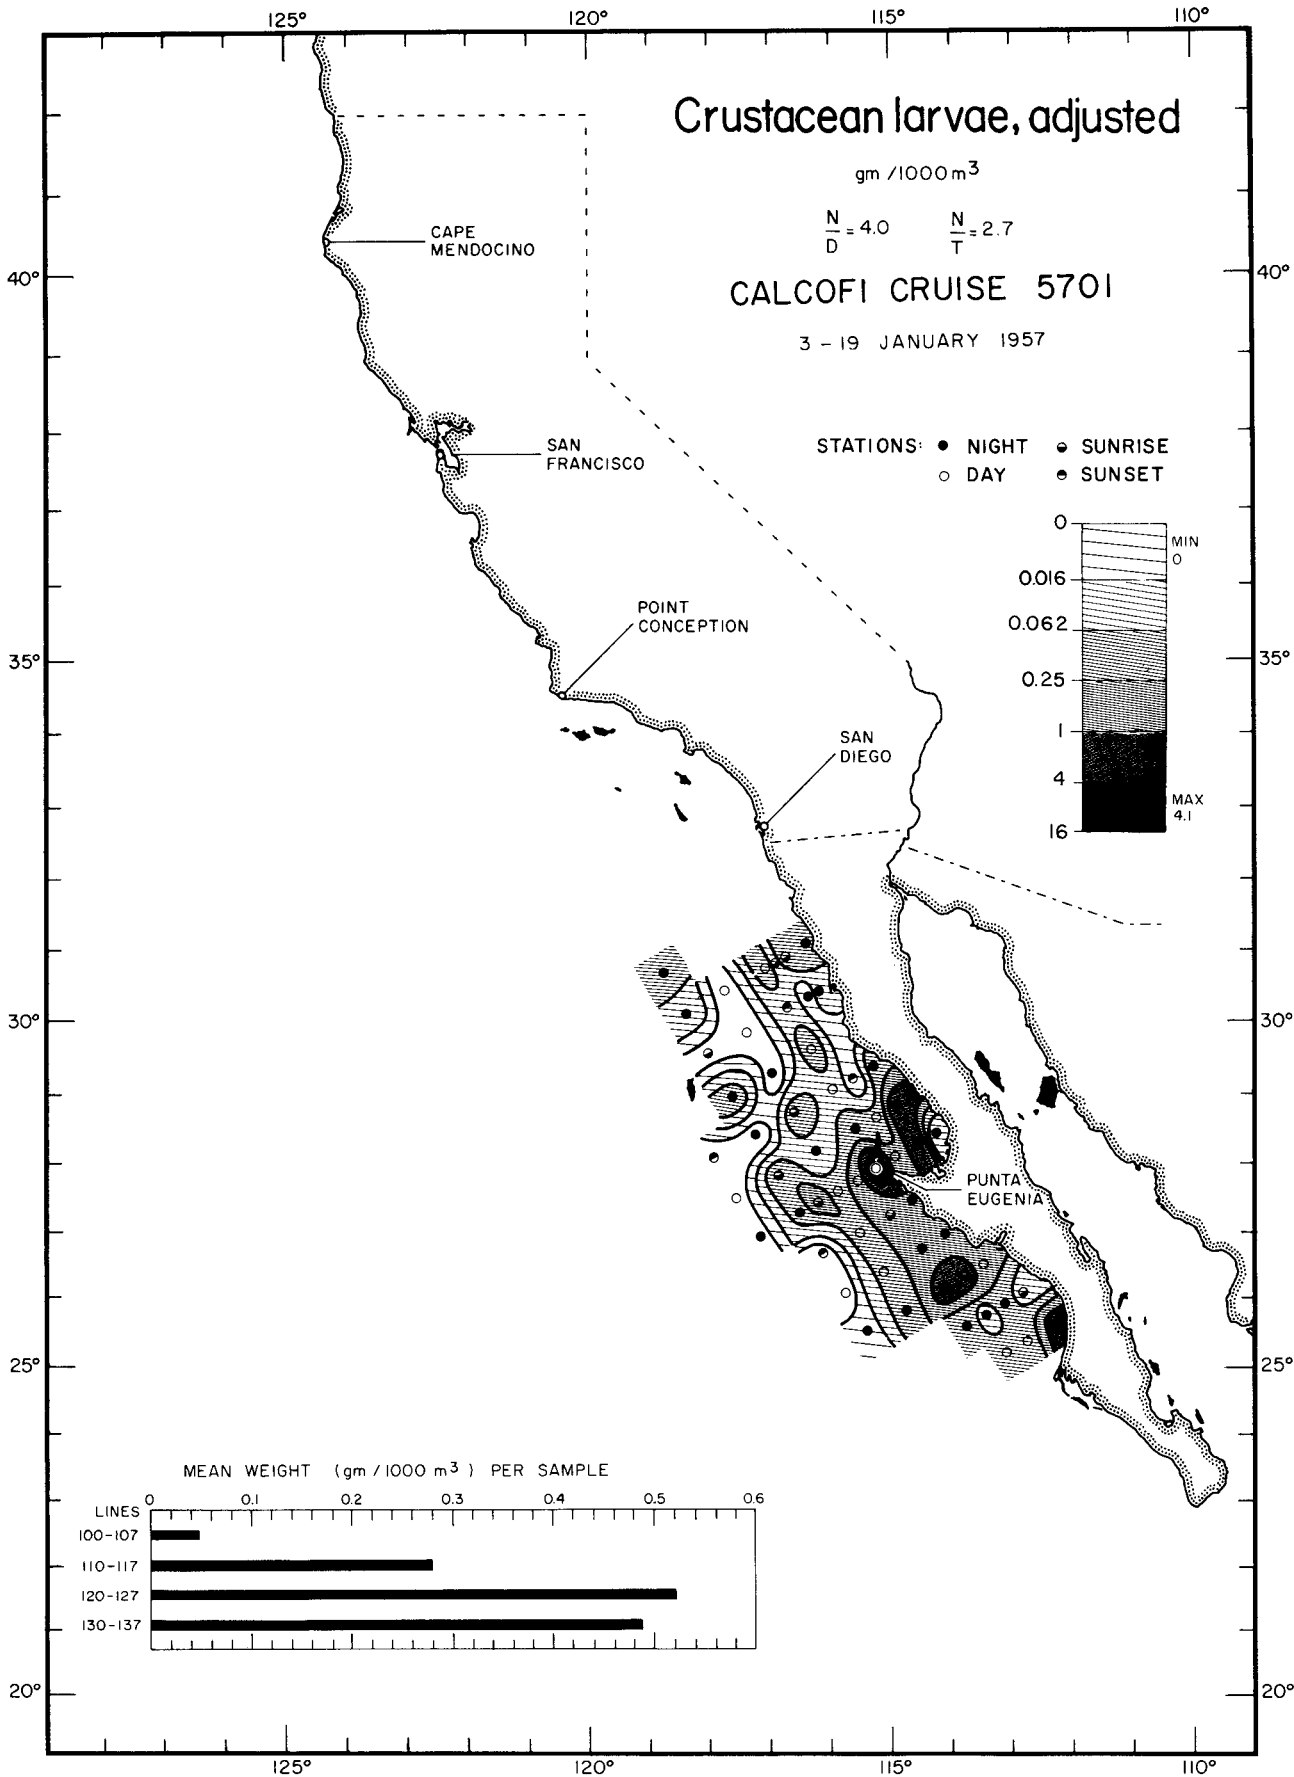 125° 120° 115° 110°
Crustacean larvae, adjusted
gm /1000 m³
N/D = 4.0 N/T = 2.7
CALCOFI CRUISE 5701
3 – 19 JANUARY 1957
CAPE
MENDOCINO
40° 40°
SAN
FRANCISCO
STATIONS: NIGHT SUNRISE
DAY SUNSET
0
MIN
0
0.016
0.062
0.25
1
4
MAX
4.1
16
POINT
CONCEPTION
35° 35°
SAN
DIEGO
30° 30°
PUNTA
EUGENIA
25° 25°
MEAN WEIGHT (gm /1000 m³) PER SAMPLE
0 0.1 0.2 0.3 0.4 0.5 0.6
LINES
100-107
110-117
120-127
130-137
20° 20°
125° 120° 115° 110°